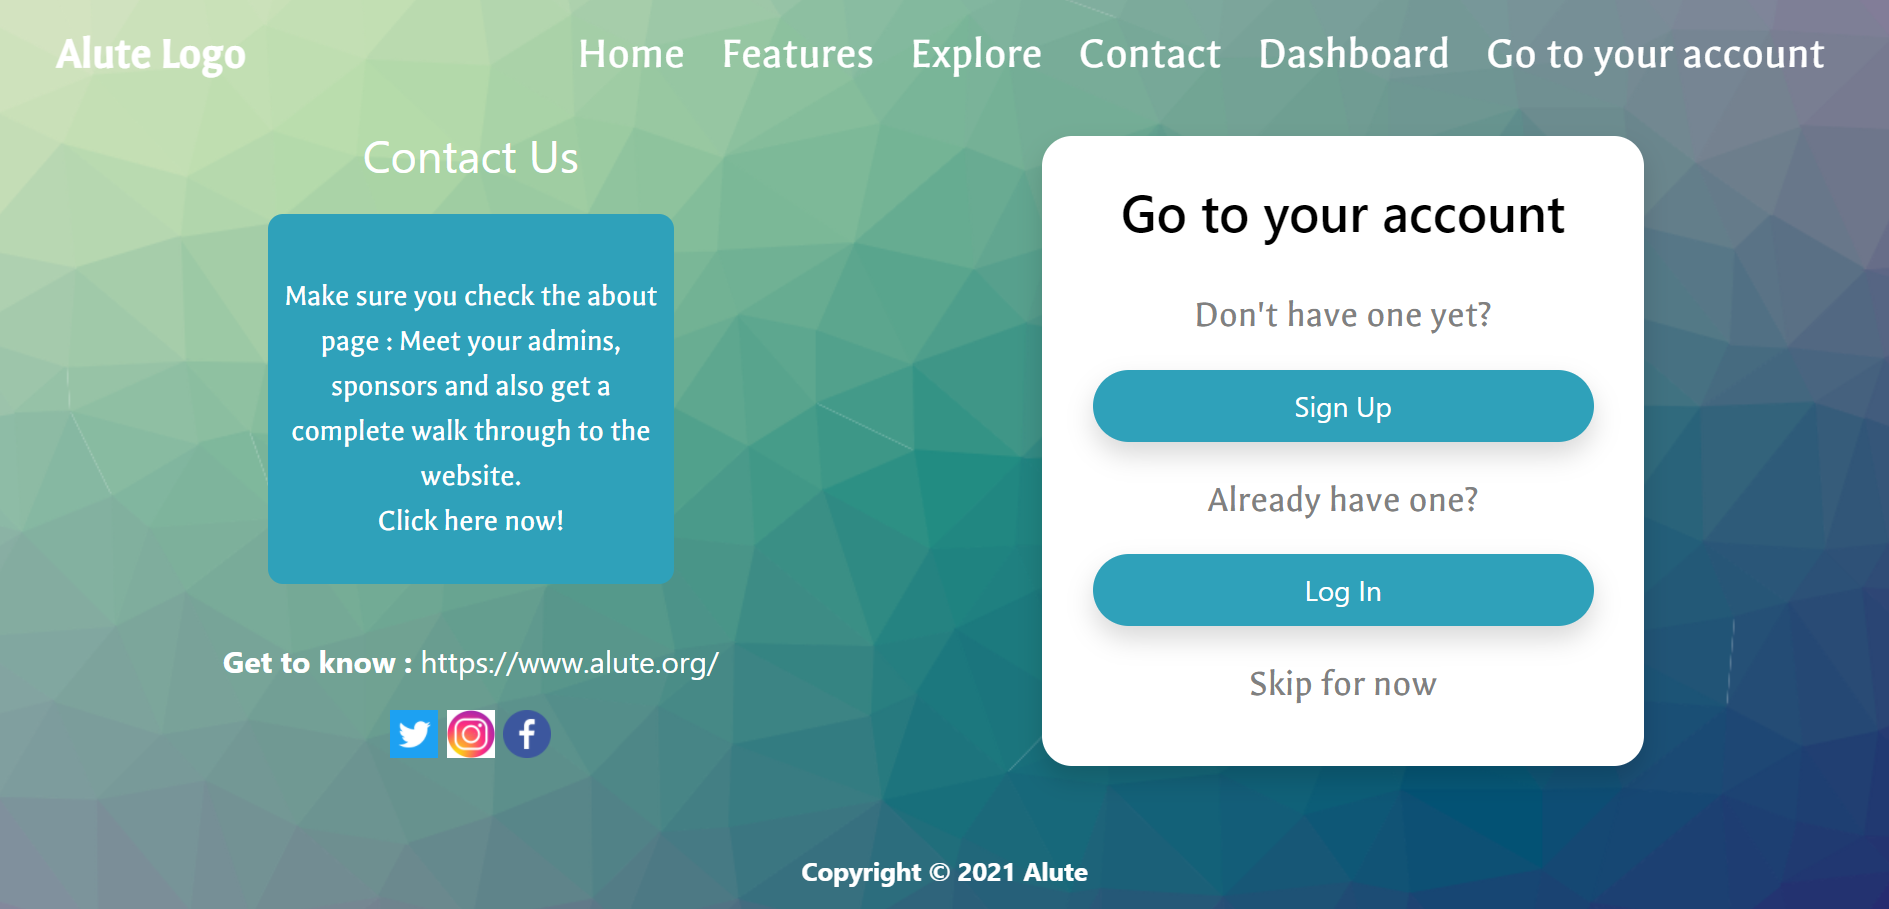 Alute Logo
Home Features Explore Contact Dashboard Go to your account
Contact Us
Make sure you check the about
page : Meet your admins,
sponsors and also get a
complete walk through to the
website.
Click here now!
Get to know : https://www.alute.org/
Go to your account
Don't have one yet?
Sign Up
Already have one?
Log In
Skip for now
Copyright © 2021 Alute